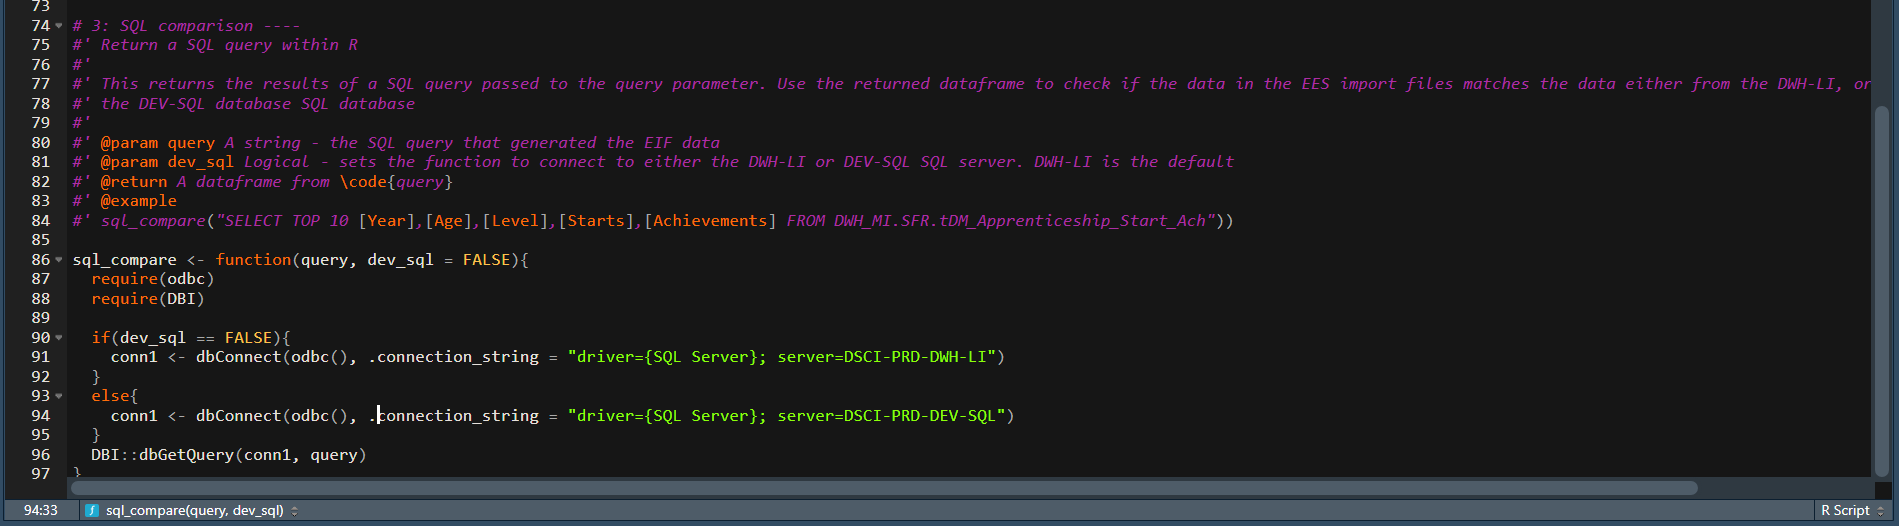 73
74 # 3: SQL comparison ----
75 #' Return a SQL query within R
76 #'
77 #' This returns the results of a SQL query passed to the query parameter. Use the returned dataframe to check if the data in the EES import files matches the data either from the DWH-LI, or
78 #' the DEV-SQL database SQL database
79 #'
80 #' @param query A string - the SQL query that generated the EIF data
81 #' @param dev_sql Logical - sets the function to connect to either the DWH-LI or DEV-SQL SQL server. DWH-LI is the default
82 #' @return A dataframe from \code{query}
83 #' @example
84 #' sql_compare("SELECT TOP 10 [Year],[Age],[Level],[Starts],[Achievements] FROM DWH_MI.SFR.tDM_Apprenticeship_Start_Ach"))
85
86 sql_compare <- function(query, dev_sql = FALSE){
87   require(odbc)
88   require(DBI)
89
90   if(dev_sql == FALSE){
91     conn1 <- dbConnect(odbc(), .connection_string = "driver={SQL Server}; server=DSCI-PRD-DWH-LI")
92   }
93   else{
94     conn1 <- dbConnect(odbc(), .connection_string = "driver={SQL Server}; server=DSCI-PRD-DEV-SQL")
95   }
96   DBI::dbGetQuery(conn1, query)
97 }
94:33 sql_compare(query, dev_sql) R Script